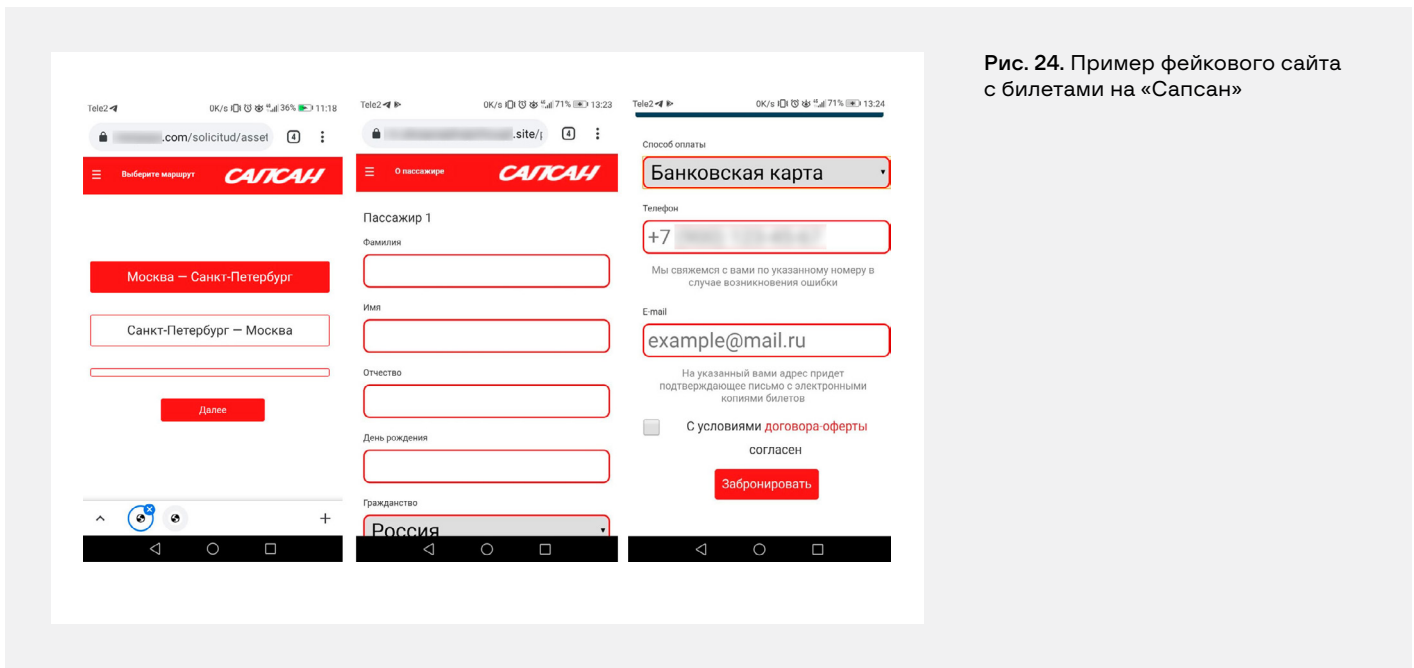 Рис. 24. Пример фейкового сайта
с билетами на «Сапсан»
Tele2
0K/s
36%
11:18
.com/solicitud/asset
4
Выберите маршрут
САПСАН
Москва — Санкт-Петербург
Санкт-Петербург — Москва
Далее
Tele2
0K/s
71%
13:23
.site/
4
О пассажире
САПСАН
Пассажир 1
Фамилия
Имя
Отчество
День рождения
Гражданство
Россия
Tele2
0K/s
71%
13:24
Способ оплаты
Банковская карта
Телефон
+7
Мы свяжемся с вами по указанному номеру в
случае возникновения ошибки
E-mail
example@mail.ru
На указанный вами адрес придет
подтверждающее письмо с электронными
копиями билетов
С условиями договора-оферты
согласен
Забронировать